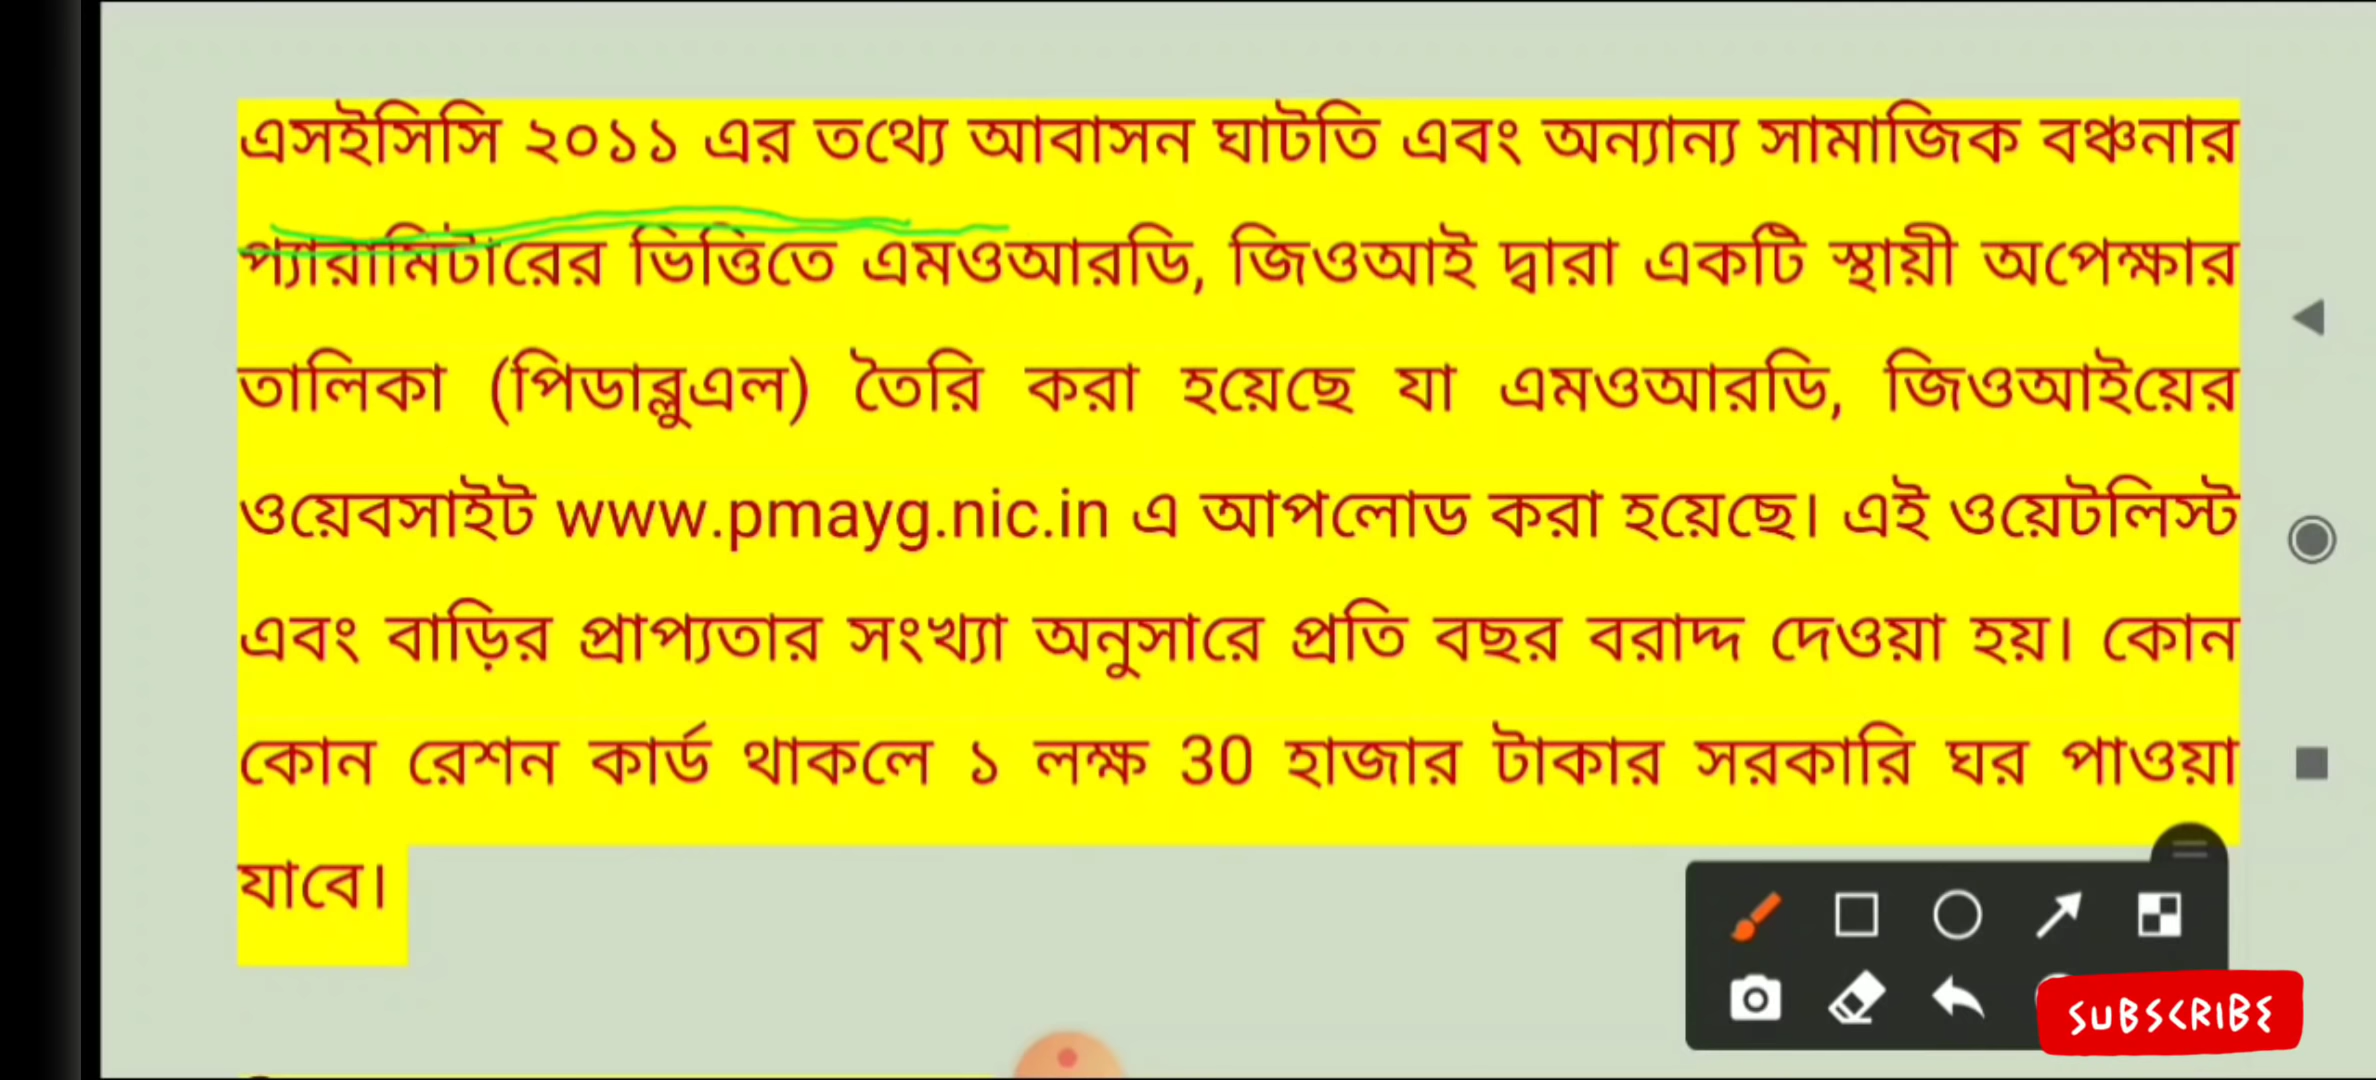 এসইসিসি ২০১১ এর তথ্যে আবাসন ঘাটতি এবং অন্যান্য সামাজিক বঞ্চনার
প্যারামিটারের ভিত্তিতে এমওআরডি, জিওআই দ্বারা একটি স্থায়ী অপেক্ষার
তালিকা (পিডাব্লুএল) তৈরি করা হয়েছে যা এমওআরডি, জিওআইয়ের
ওয়েবসাইট www.pmayg.nic.in এ আপলোড করা হয়েছে। এই ওয়েটলিস্ট
এবং বাড়ির প্রাপ্যতার সংখ্যা অনুসারে প্রতি বছর বরাদ্দ দেওয়া হয়। কোন
কোন রেশন কার্ড থাকলে ১ লক্ষ 30 হাজার টাকার সরকারি ঘর পাওয়া
যাবে।
SUBSCRIBE